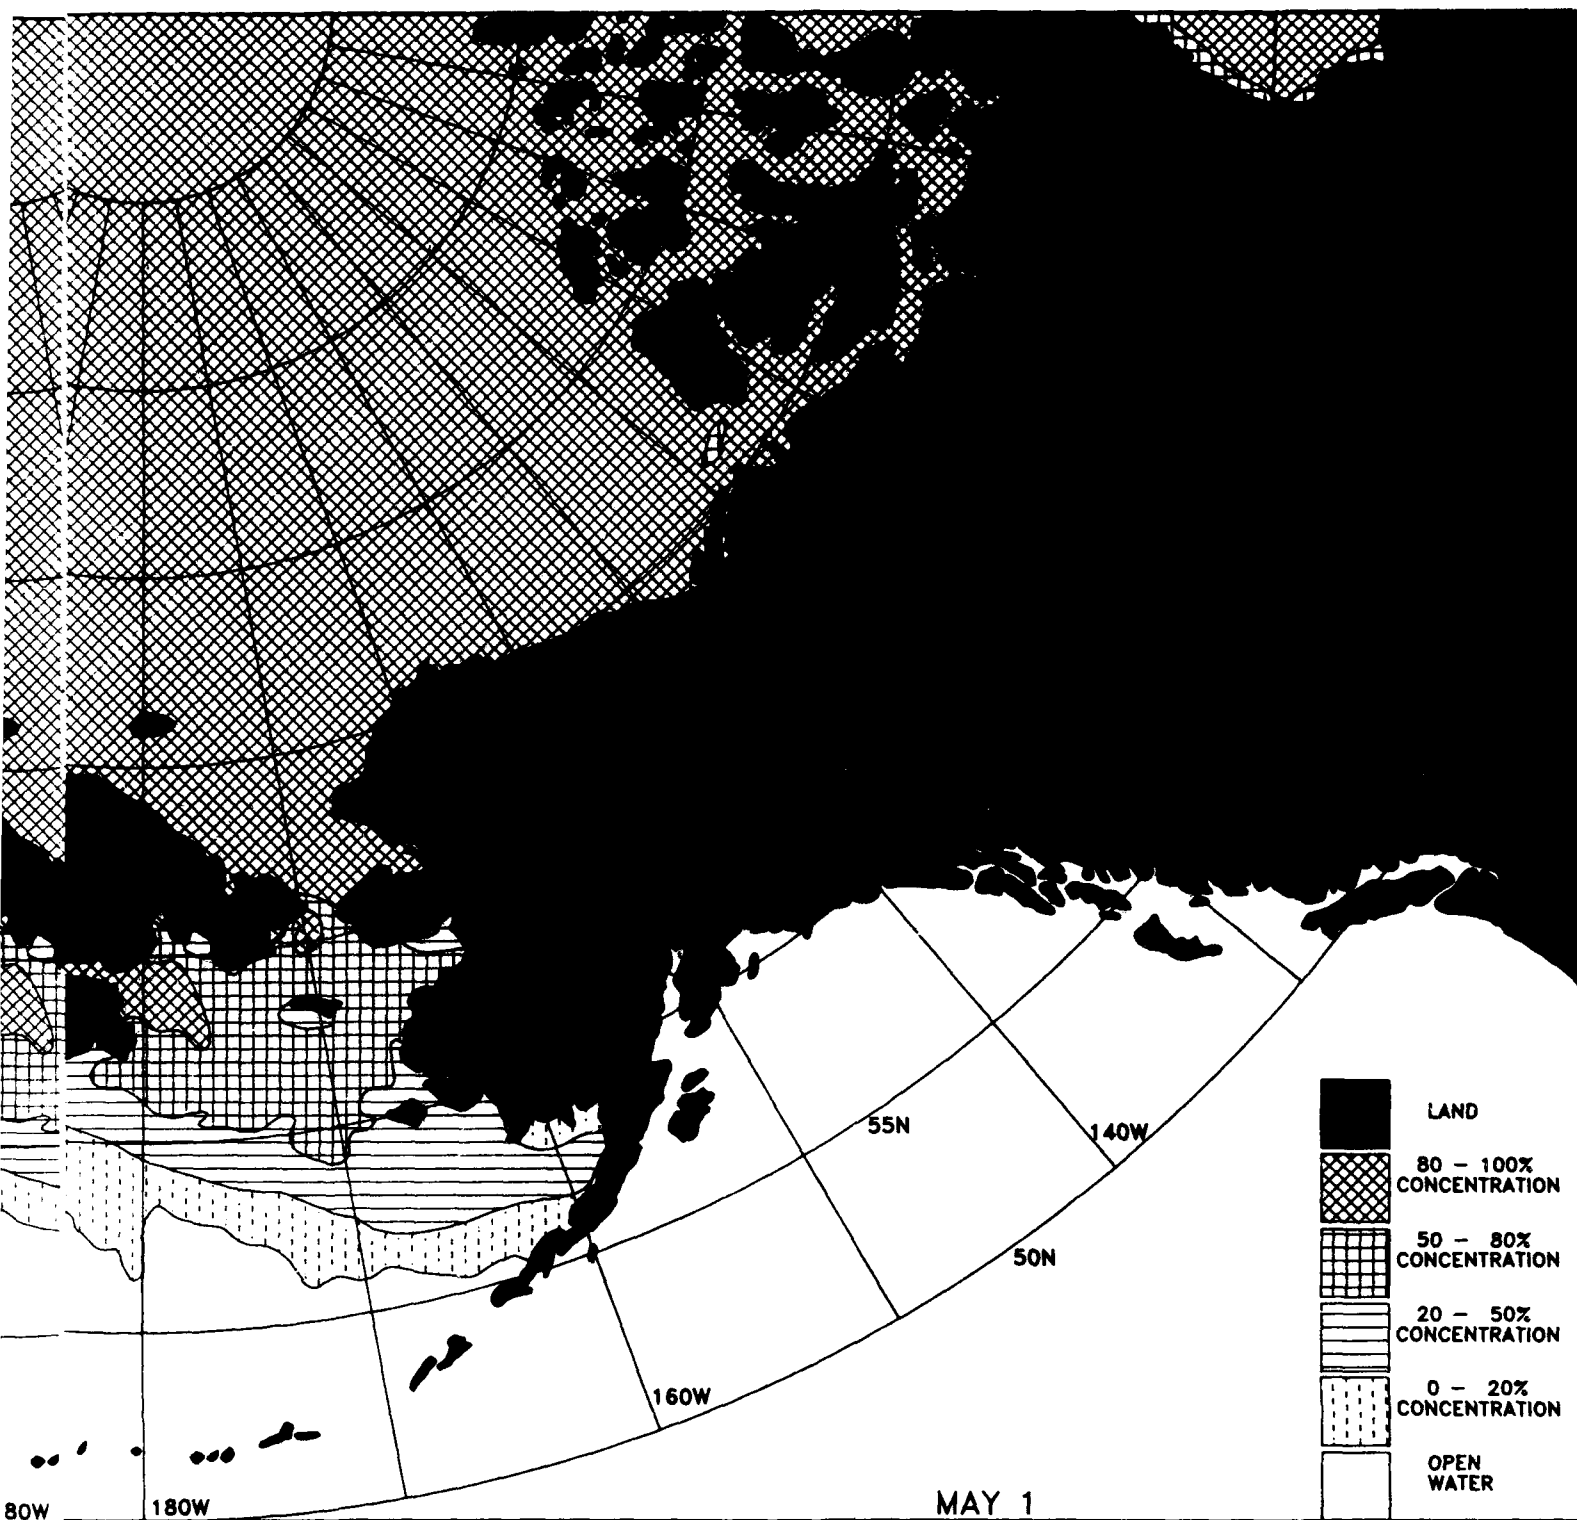 LAND
80 - 100%
CONCENTRATION
50 - 80%
CONCENTRATION
20 - 50%
CONCENTRATION
0 - 20%
CONCENTRATION
OPEN
WATER
55N
140W
50N
160W
80W
180W
MAY 1